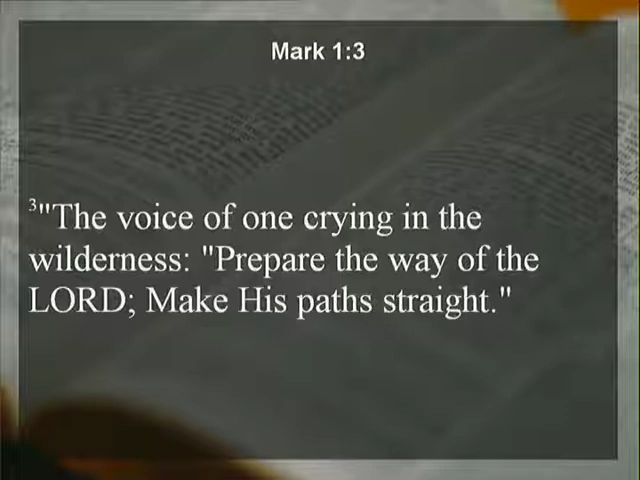 Mark 1:3
3"The voice of one crying in the
wilderness: "Prepare the way of the
LORD; Make His paths straight."